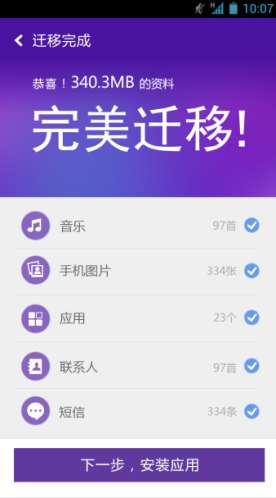 10:07
迁移完成
恭喜！340.3MB 的资料
完美迁移!
音乐 97首
手机图片 334张
应用 23个
联系人 97首
短信 334条
下一步，安装应用